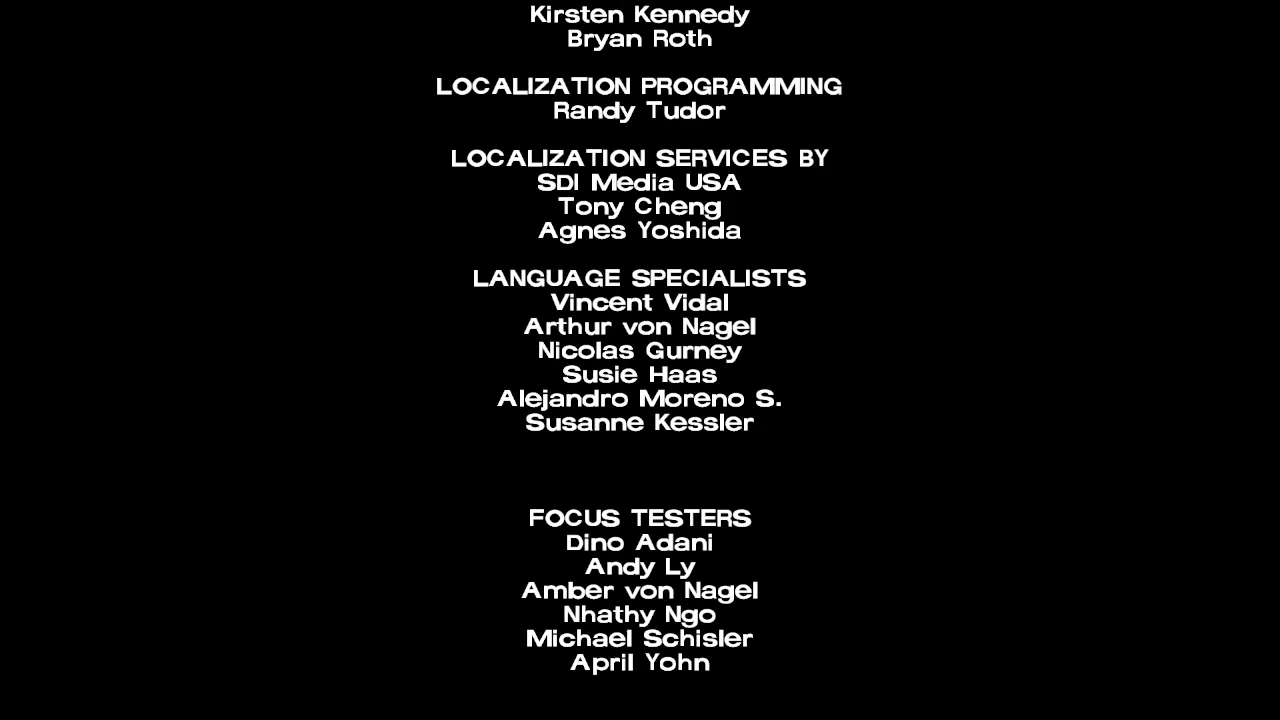 Kirsten Kennedy
Bryan Roth
LOCALIZATION PROGRAMMING
Randy Tudor
LOCALIZATION SERVICES BY
SDI Media USA
Tony Cheng
Agnes Yoshida
LANGUAGE SPECIALISTS
Vincent Vidal
Arthur von Nagel
Nicolas Gurney
Susie Haas
Alejandro Moreno S.
Susanne Kessler
FOCUS TESTERS
Dino Adani
Andy Ly
Amber von Nagel
Nhathy Ngo
Michael Schisler
April Yohn